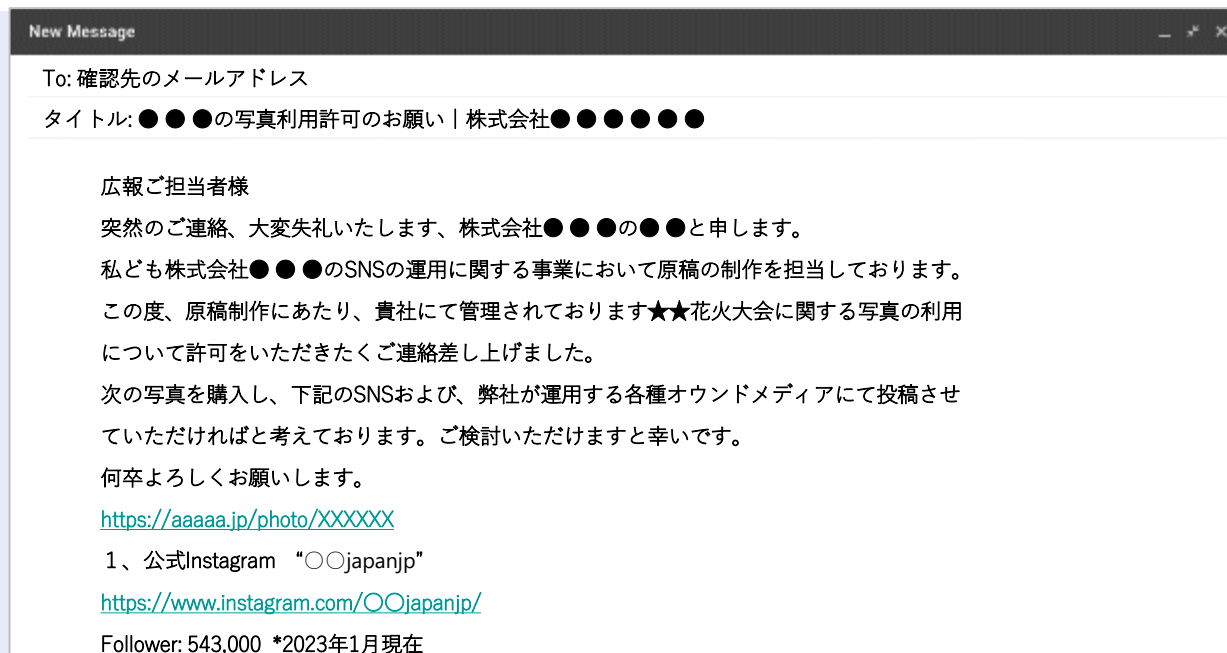 New Message
To: 確認先のメールアドレス
タイトル: ● ● ●の写真利用許可のお願い｜株式会社● ● ● ● ● ●
広報ご担当者様
突然のご連絡、大変失礼いたします、株式会社● ● ●の● ●と申します。
私ども株式会社● ● ●のSNSの運用に関する事業において原稿の制作を担当しております。
この度、原稿制作にあたり、貴社にて管理されております★★花火大会に関する写真の利用
について許可をいただきたくご連絡差し上げました。
次の写真を購入し、下記のSNSおよび、弊社が運用する各種オウンドメディアにて投稿させ
ていただければと考えております。ご検討いただけますと幸いです。
何卒よろしくお願いします。
https://aaaaa.jp/photo/XXXXXX
１、公式Instagram　“○○japanjp”
https://www.instagram.com/○○japanjp/
Follower: 543,000 *2023年1月現在